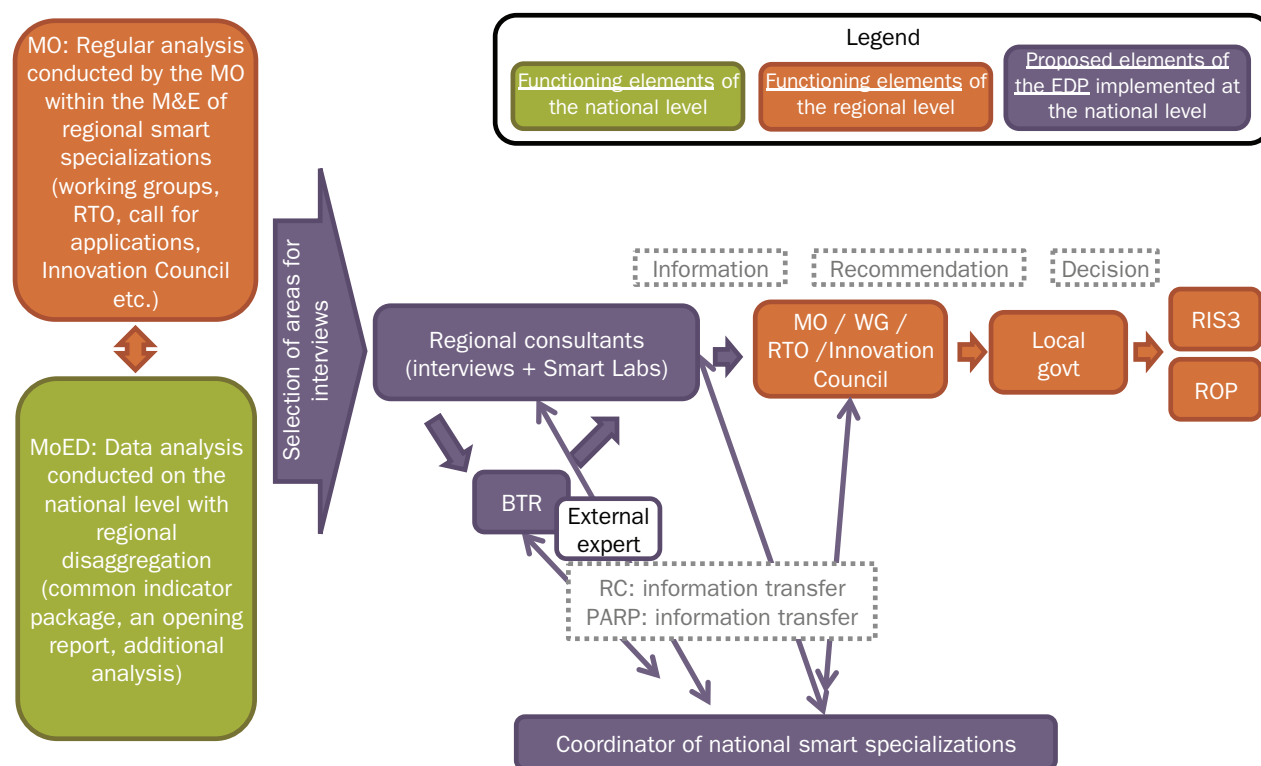 MO: Regular analysis
conducted by the MO
within the M&E of
regional smart
specializations
(working groups,
RTO, call for
applications,
Innovation Council
etc.)
MoED: Data analysis
conducted on the
national level with
regional
disaggregation
(common indicator
package, an opening
report, additional
analysis)
Selection of areas for
interviews
Legend
Functioning elements of
the national level
Functioning elements of
the regional level
Proposed elements of
the EDP implemented at
the national level
Information
Recommendation
Decision
Regional consultants
(interviews + Smart Labs)
MO / WG /
RTO /Innovation
Council
Local
govt
RIS3
ROP
BTR
External
expert
RC: information transfer
PARP: information transfer
Coordinator of national smart specializations